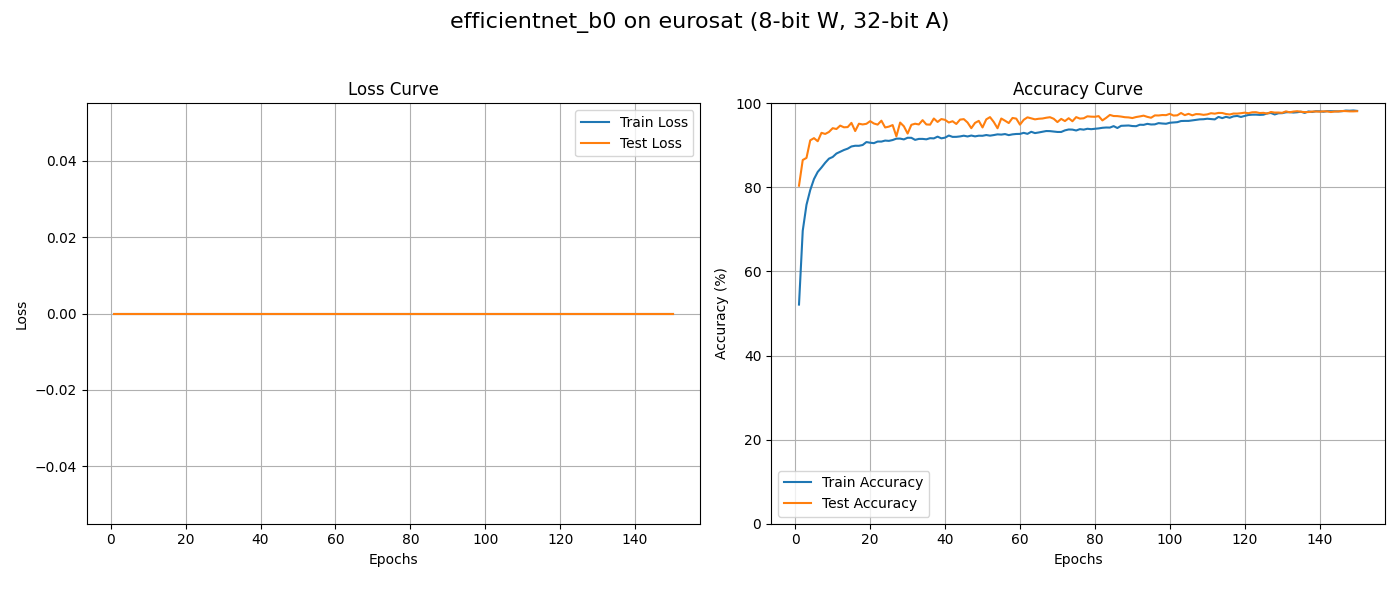 efficientnet_b0 on eurosat (8-bit W, 32-bit A)
Loss Curve
Train Loss
Test Loss
Loss
0.04
0.02
0.00
−0.02
−0.04
0 20 40 60 80 100 120 140
Epochs
Accuracy Curve
Accuracy (%)
100
80
60
40
20
0
Train Accuracy
Test Accuracy
0 20 40 60 80 100 120 140
Epochs